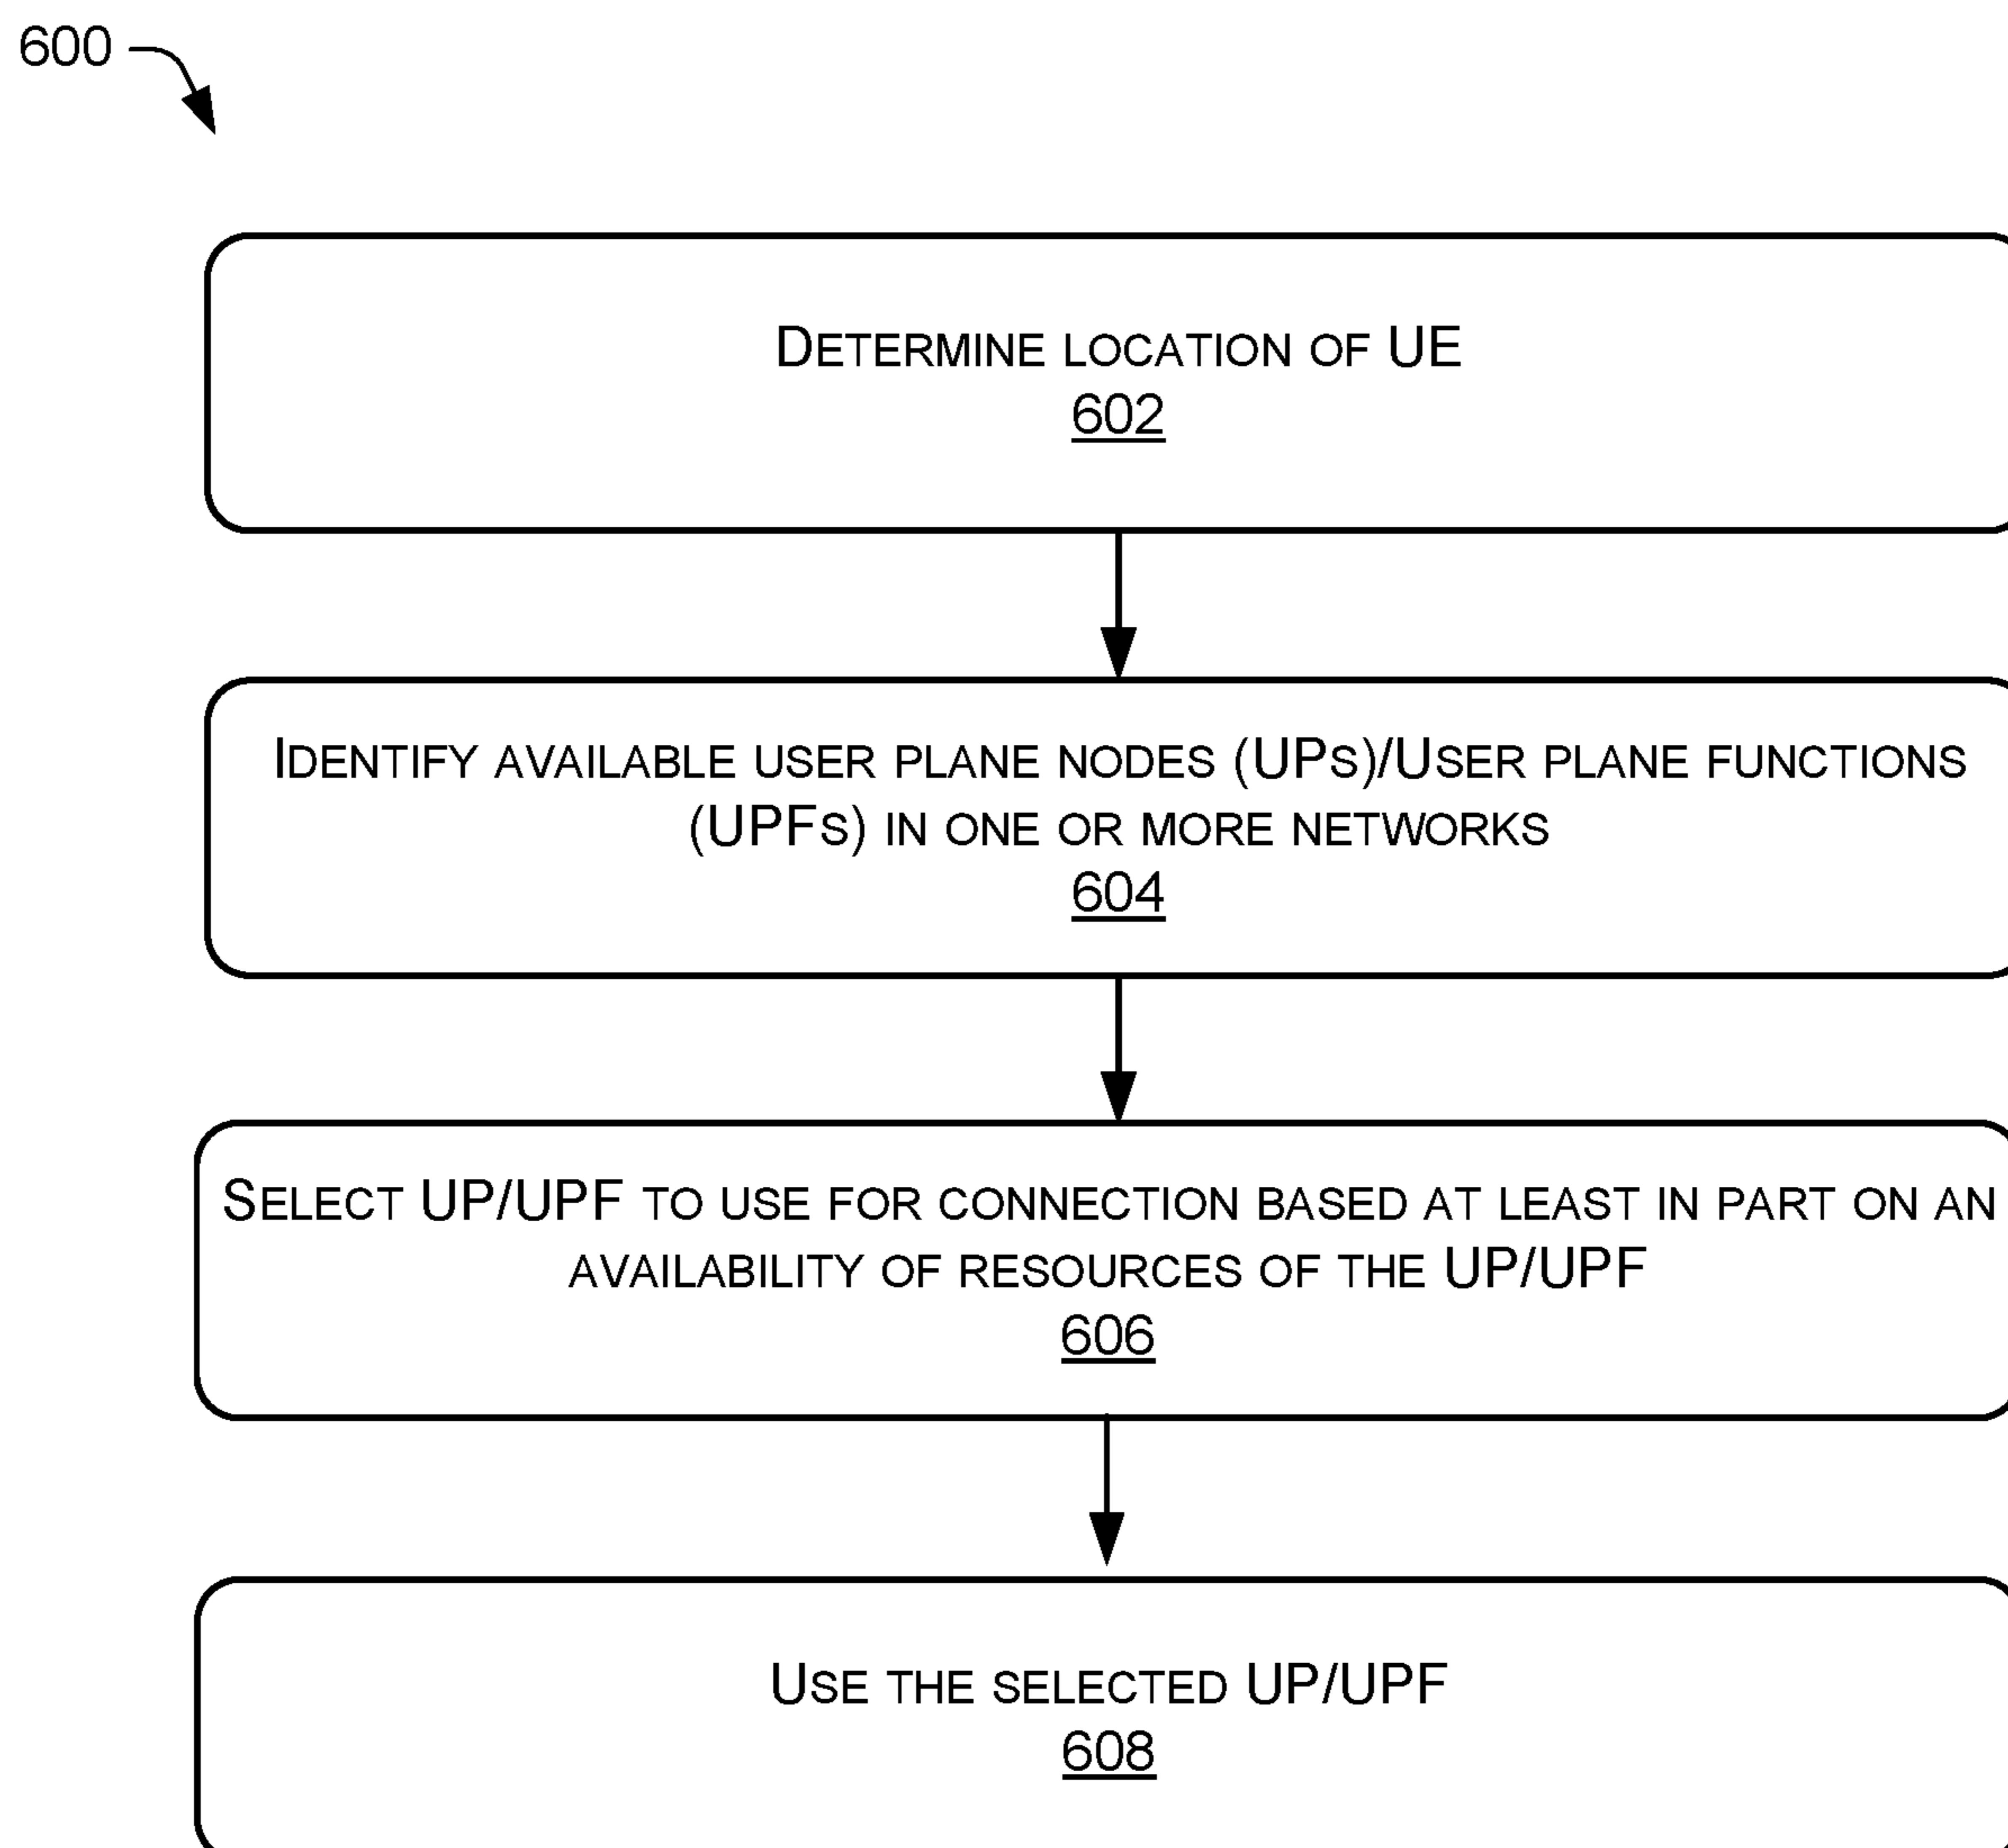 600
Determine location of UE
602
Identify available user plane nodes (UPs)/User plane functions
(UPFs) in one or more networks
604
Select UP/UPF to use for connection based at least in part on an
availability of resources of the UP/UPF
606
Use the selected UP/UPF
608